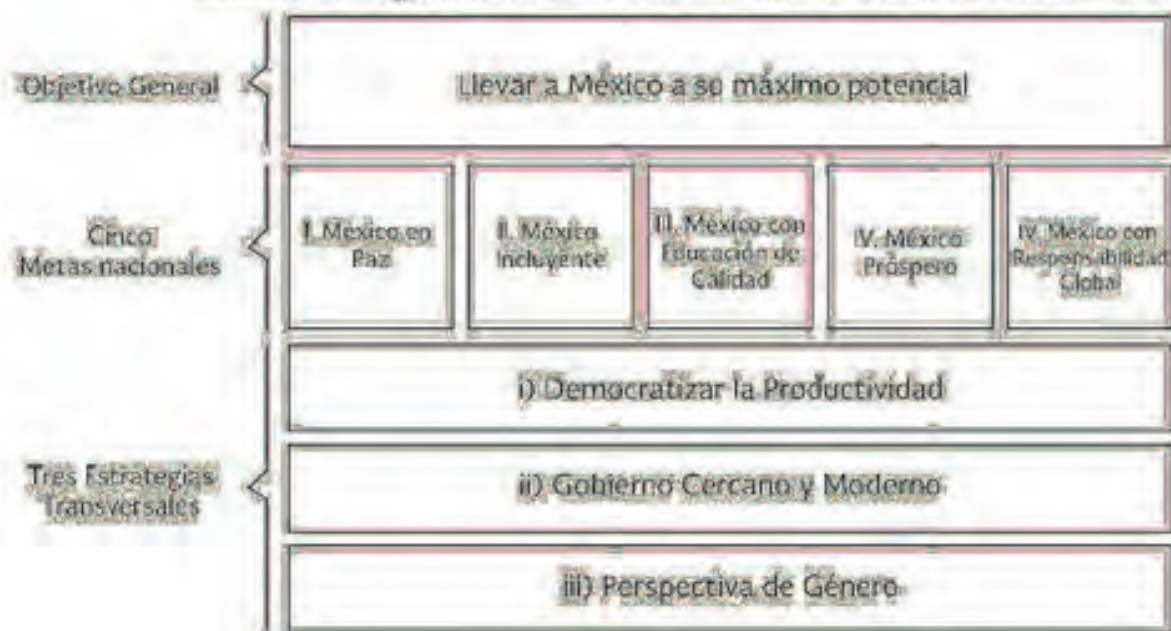 Objetivo General
Llevar a México a su máximo potencial
Cinco
Metas nacionales
I. México en
Paz
II. México
Incluyente
III. México con
Educación de
Calidad
IV. México
Próspero
IV. México con
Responsabilidad
Global
Tres Estrategias
Transversales
i) Democratizar la Productividad
ii) Gobierno Cercano y Moderno
iii) Perspectiva de Género